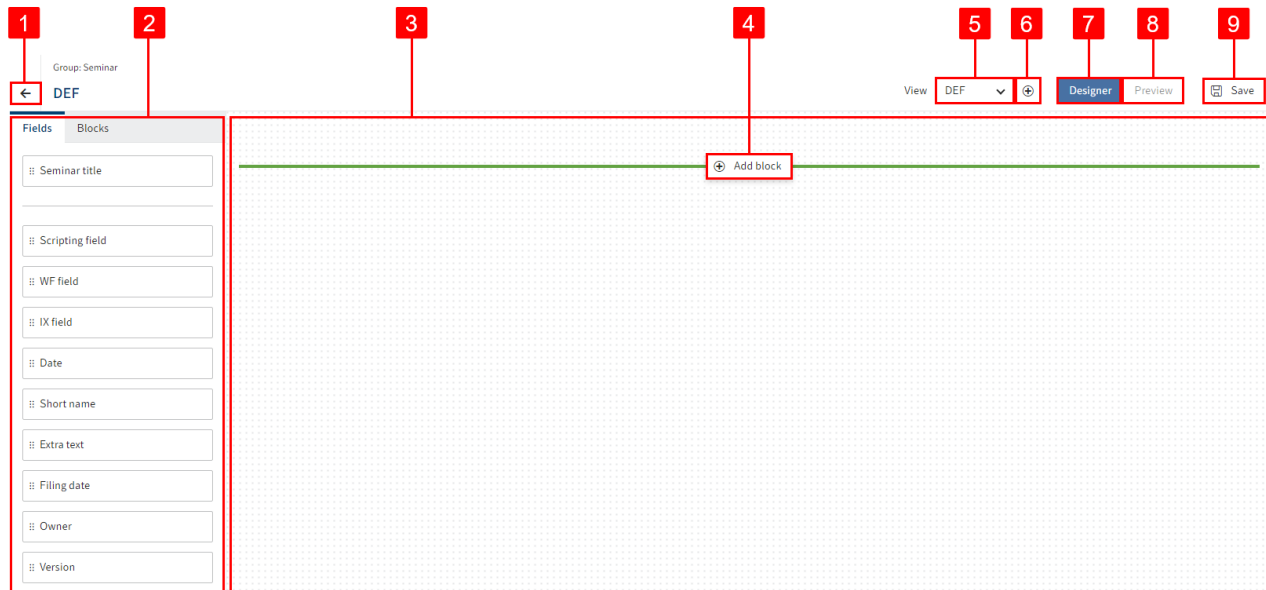 1
2
3
4
5
6
7
8
9
Group: Seminar
DEF
View
DEF
Designer
Preview
Save
Fields
Blocks
Seminar title
Add block
Scripting field
WF field
IX field
Date
Short name
Extra text
Filing date
Owner
Version